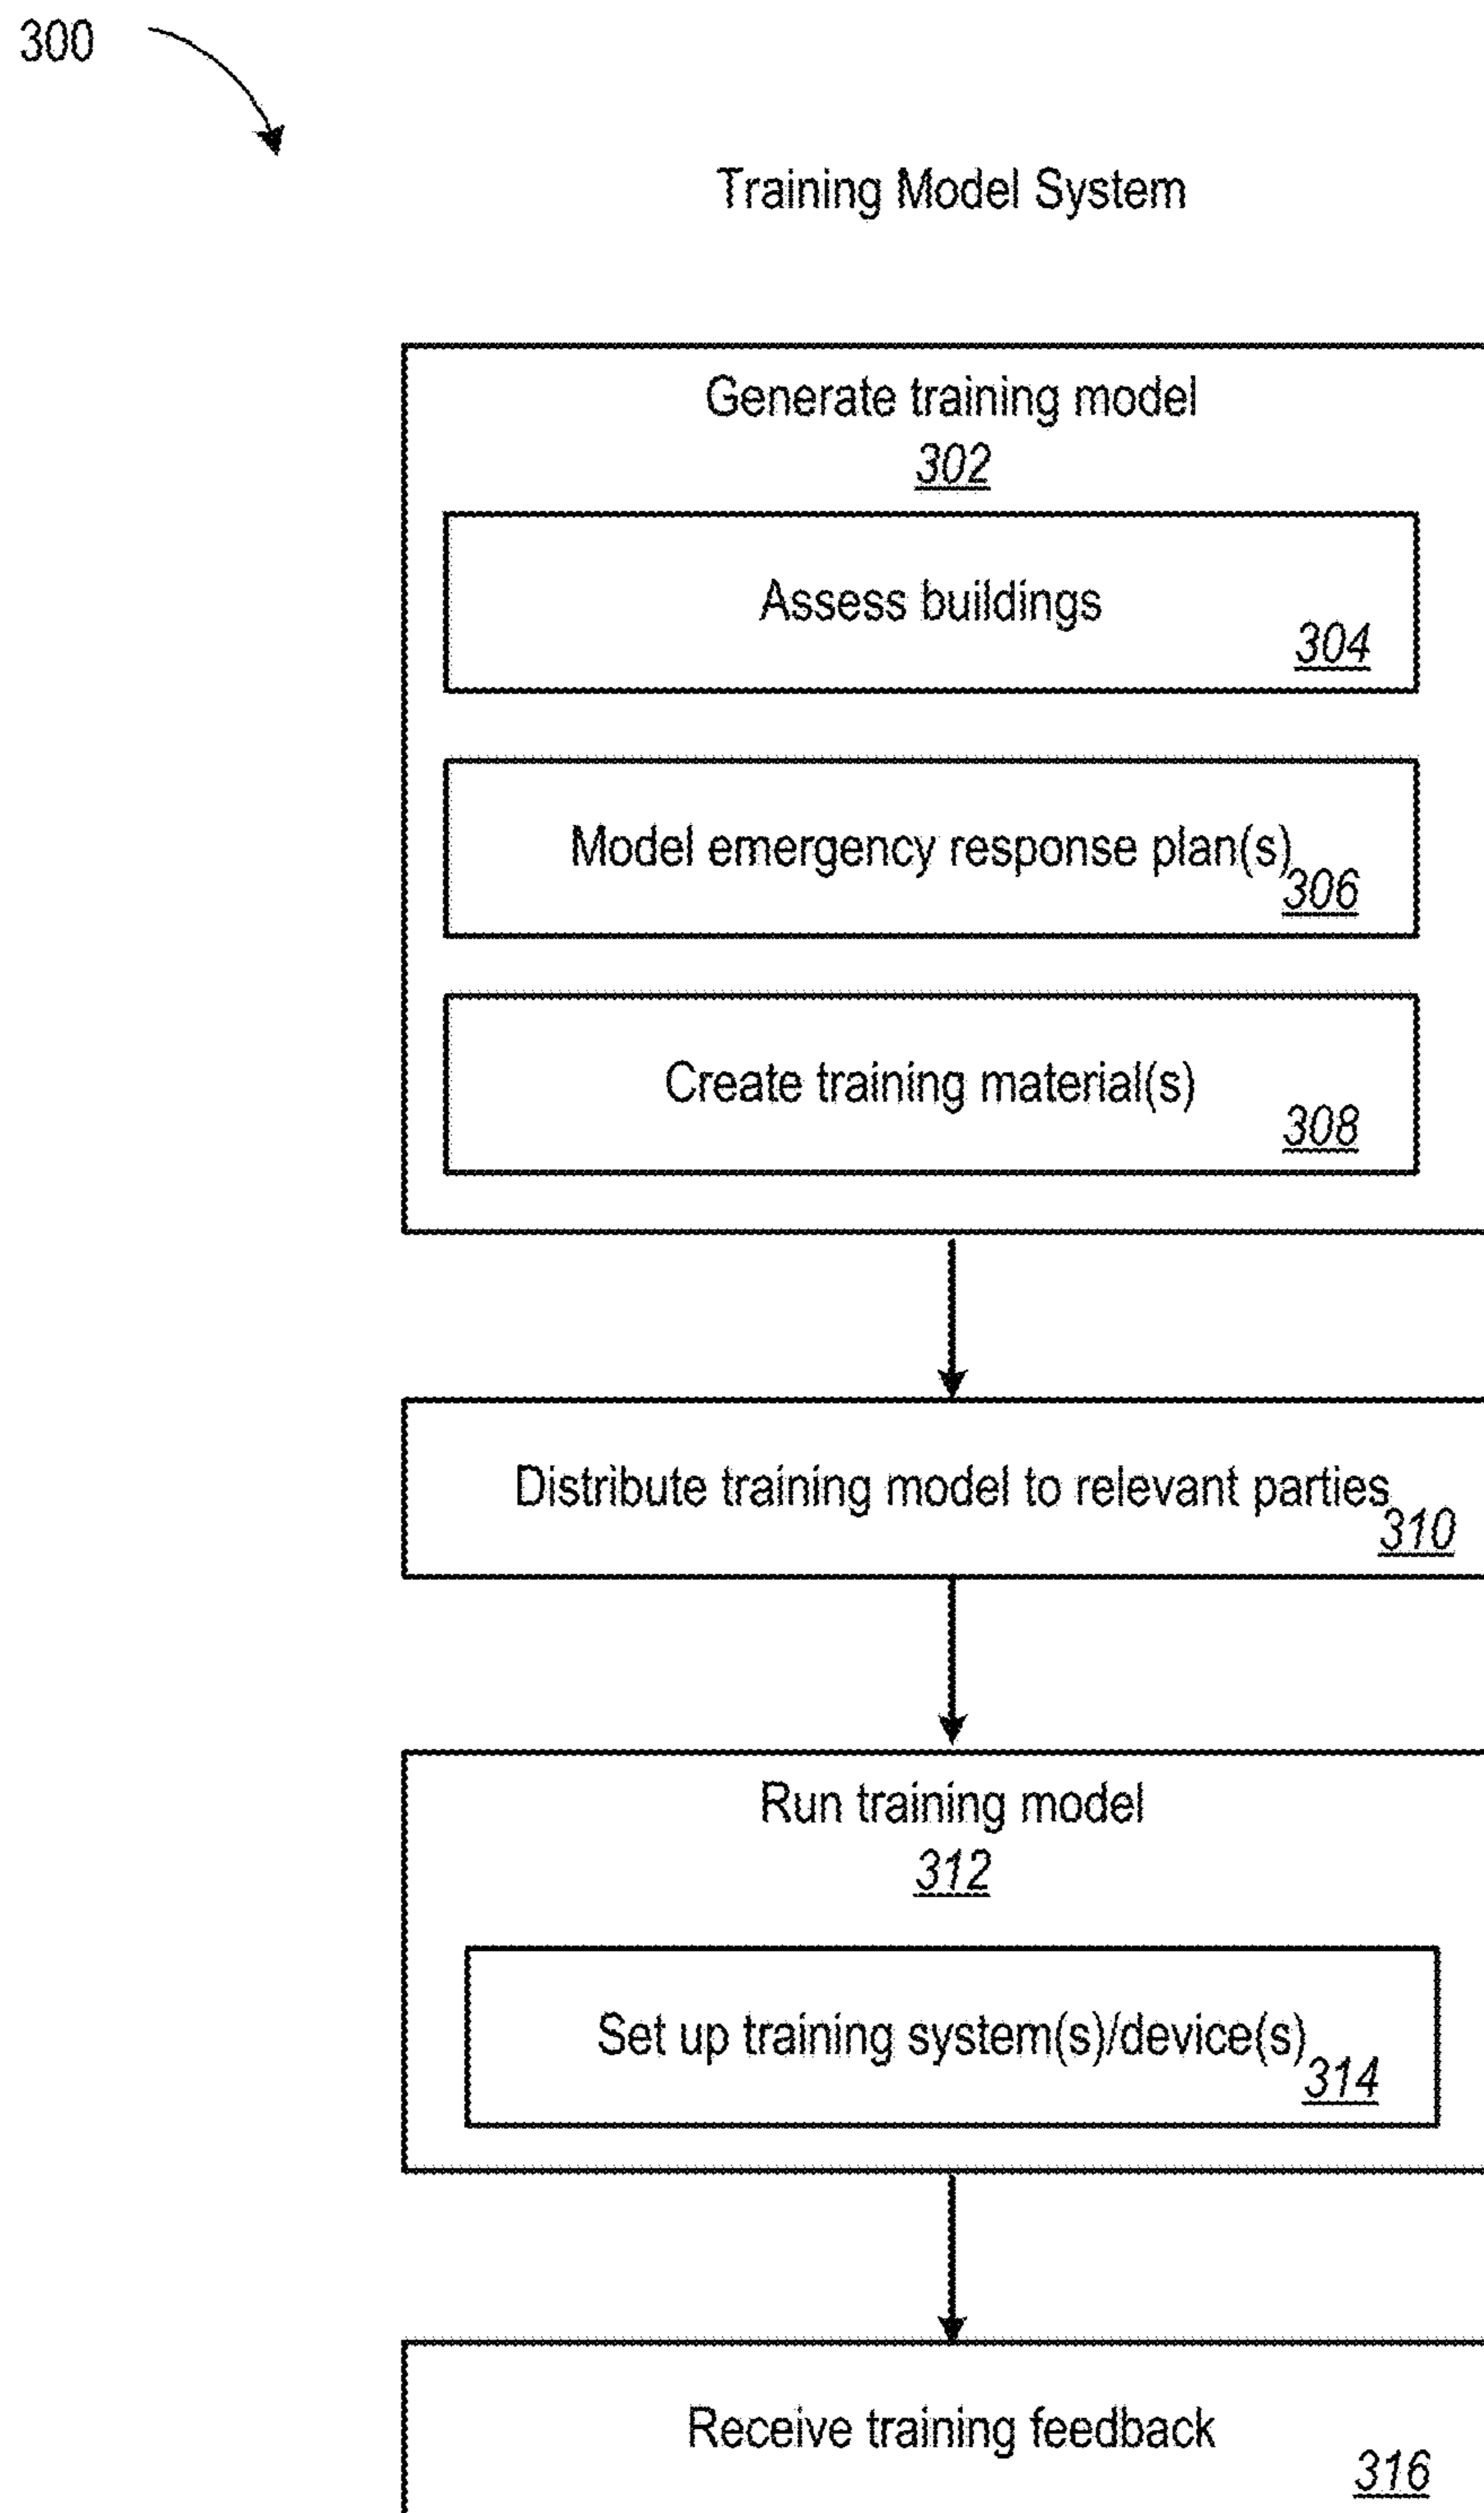 300
Training Model System
Generate training model
302
Assess buildings
304
Model emergency response plan(s)
306
Create training material(s)
308
Distribute training model to relevant parties
310
Run training model
312
Set up training system(s)/device(s)
314
Receive training feedback
316